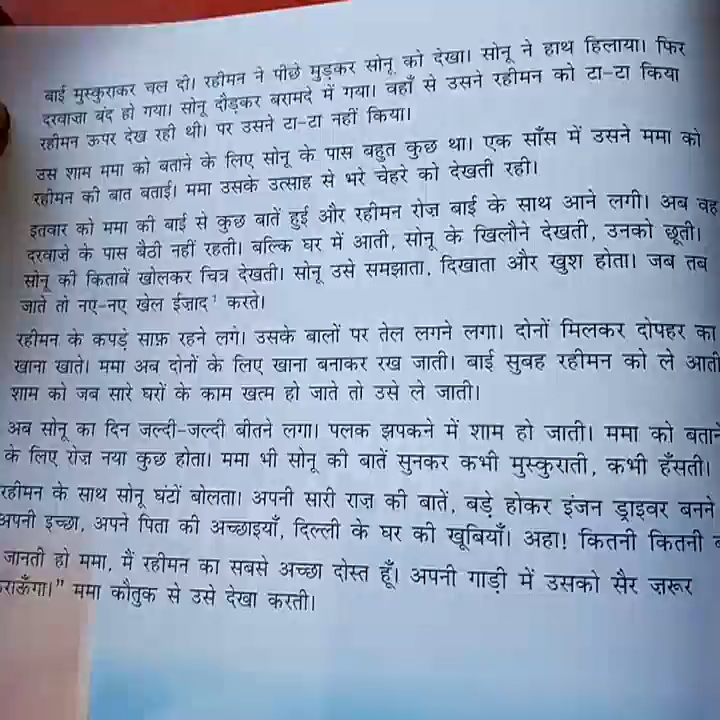 बाई मुस्कुराकर चल दी। रहीमन ने पीछे मुड़कर सोनू को देखा। सोनू ने हाथ हिलाया। फिर
दरवाज़ा बंद हो गया। सोनू दौड़कर बरामदे में गया। वहाँ से उसने रहीमन को टा-टा किया
रहीमन ऊपर देख रही थी। पर उसने टा-टा नहीं किया।
उस शाम ममा को बताने के लिए सोनू के पास बहुत कुछ था। एक साँस में उसने ममा को
रहीमन की बात बताई। ममा उसके उत्साह से भरे चेहरे को देखती रही।
इतवार को ममा की बाई से कुछ बातें हुई और रहीमन रोज़ बाई के साथ आने लगी। अब वह
दरवाज़े के पास बैठी नहीं रहती। बल्कि घर में आती, सोनू के खिलौने देखती, उनको छूती।
सोनू की किताबें खोलकर चित्र देखती। सोनू उसे समझाता, दिखाता और खुश होता। जब तब
जाते तो नए-नए खेल ईज़ाद¹ करते।
रहीमन के कपड़े साफ़ रहने लगे। उसके बालों पर तेल लगने लगा। दोनों मिलकर दोपहर का
खाना खाते। ममा अब दोनों के लिए खाना बनाकर रख जाती। बाई सुबह रहीमन को ले आती
शाम को जब सारे घरों के काम खत्म हो जाते तो उसे ले जाती।
अब सोनू का दिन जल्दी-जल्दी बीतने लगा। पलक झपकने में शाम हो जाती। ममा को बताने
के लिए रोज़ नया कुछ होता। ममा भी सोनू की बातें सुनकर कभी मुस्कुराती, कभी हँसती।
रहीमन के साथ सोनू घंटों बोलता। अपनी सारी राज़ की बातें, बड़े होकर इंजन ड्राइवर बनने
अपनी इच्छा, अपने पिता की अच्छाइयाँ, दिल्ली के घर की खूबियाँ। अहा! कितनी कितनी
जानती हो ममा, मैं रहीमन का सबसे अच्छा दोस्त हूँ। अपनी गाड़ी में उसको सैर ज़रूर
कराऊँगा।" ममा कौतुक से उसे देखा करती।